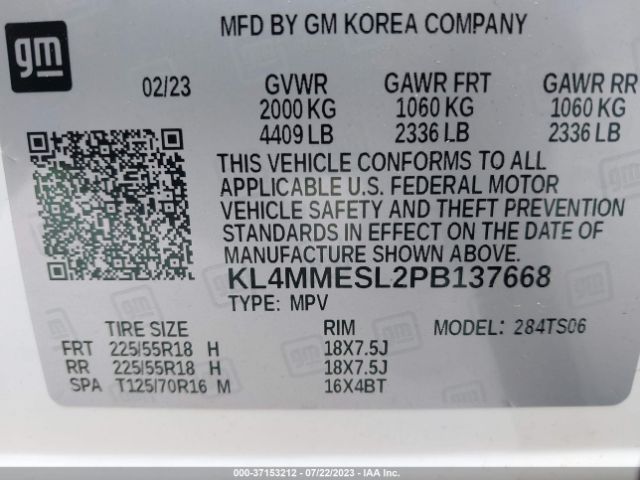 gm
MFD BY GM KOREA COMPANY
02/23 GVWR GAWR FRT GAWR RR
2000 KG 1060 KG 1060 KG
4409 LB 2336 LB 2336 LB
THIS VEHICLE CONFORMS TO ALL
APPLICABLE U.S. FEDERAL MOTOR
VEHICLE SAFETY AND THEFT PREVENTION
STANDARDS IN EFFECT ON THE DATE OF
MANUFACTURE SHOWN ABOVE.
KL4MMESL2PB137668
TYPE: MPV
TIRE SIZE RIM MODEL: 284TS06
FRT 225/55R18 H 18X7.5J
RR 225/55R18 H 18X7.5J
SPA T125/70R16 M 16X4BT
000-37153212 - 07/22/2023 - IAA Inc.